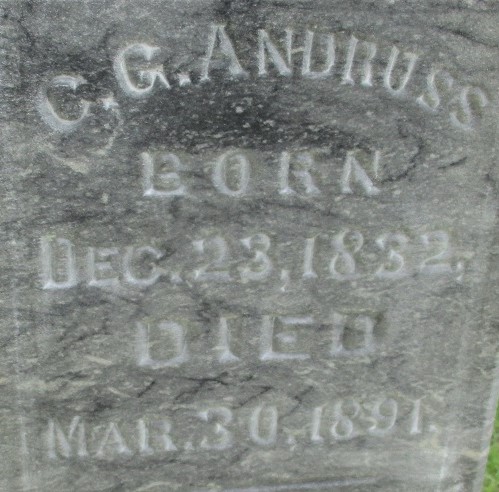 C. G. ANDRUSS
BORN
DEC. 23, 1832.
DIED
MAR. 30, 1891.